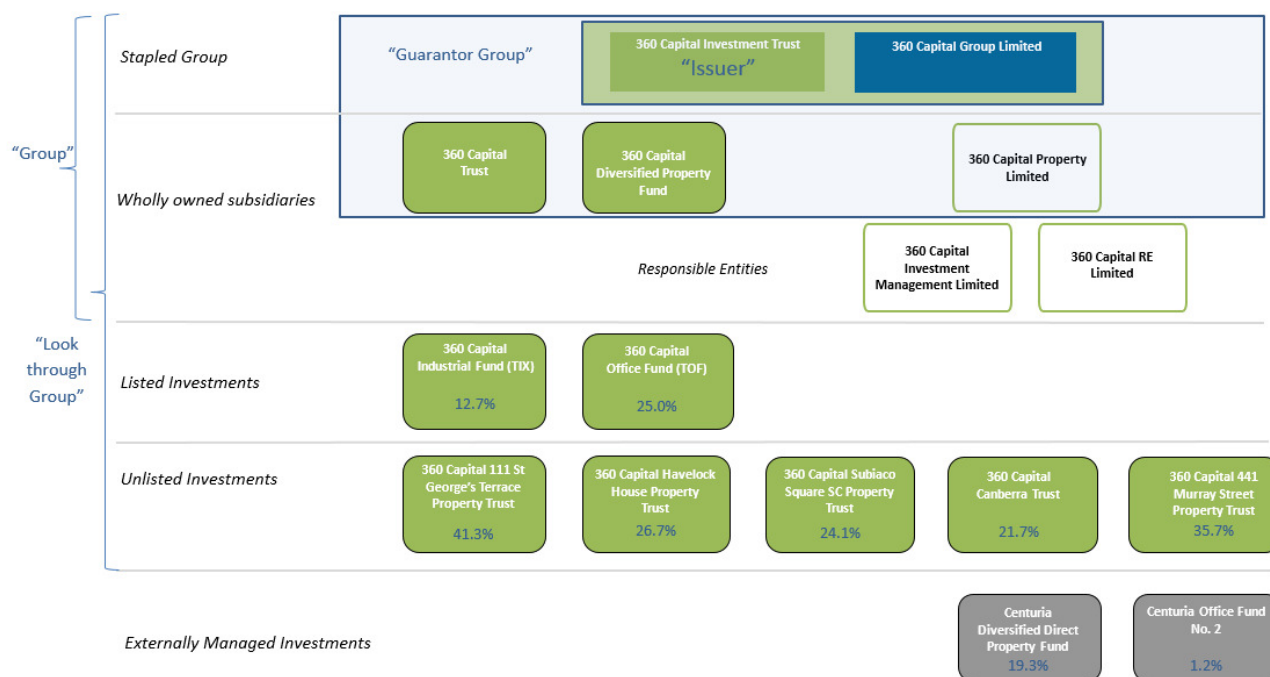 Stapled Group
“Guarantor Group”
360 Capital Investment Trust
“Issuer”
360 Capital Group Limited
“Group”
Wholly owned subsidiaries
360 Capital
Trust
360 Capital
Diversified Property
Fund
360 Capital Property
Limited
Responsible Entities
360 Capital
Investment
Management Limited
360 Capital RE
Limited
“Look
through
Group”
Listed Investments
360 Capital
Industrial Fund (TIX)
12.7%
360 Capital
Office Fund (TOF)
25.0%
Unlisted Investments
360 Capital 111 St
George’s Terrace
Property Trust
41.3%
360 Capital Havelock
House Property
Trust
26.7%
360 Capital Subiaco
Square SC Property
Trust
24.1%
360 Capital
Canberra Trust
21.7%
360 Capital 441
Murray Street
Property Trust
35.7%
Externally Managed Investments
Centuria
Diversified Direct
Property Fund
19.3%
Centuria Office Fund
No. 2
1.2%